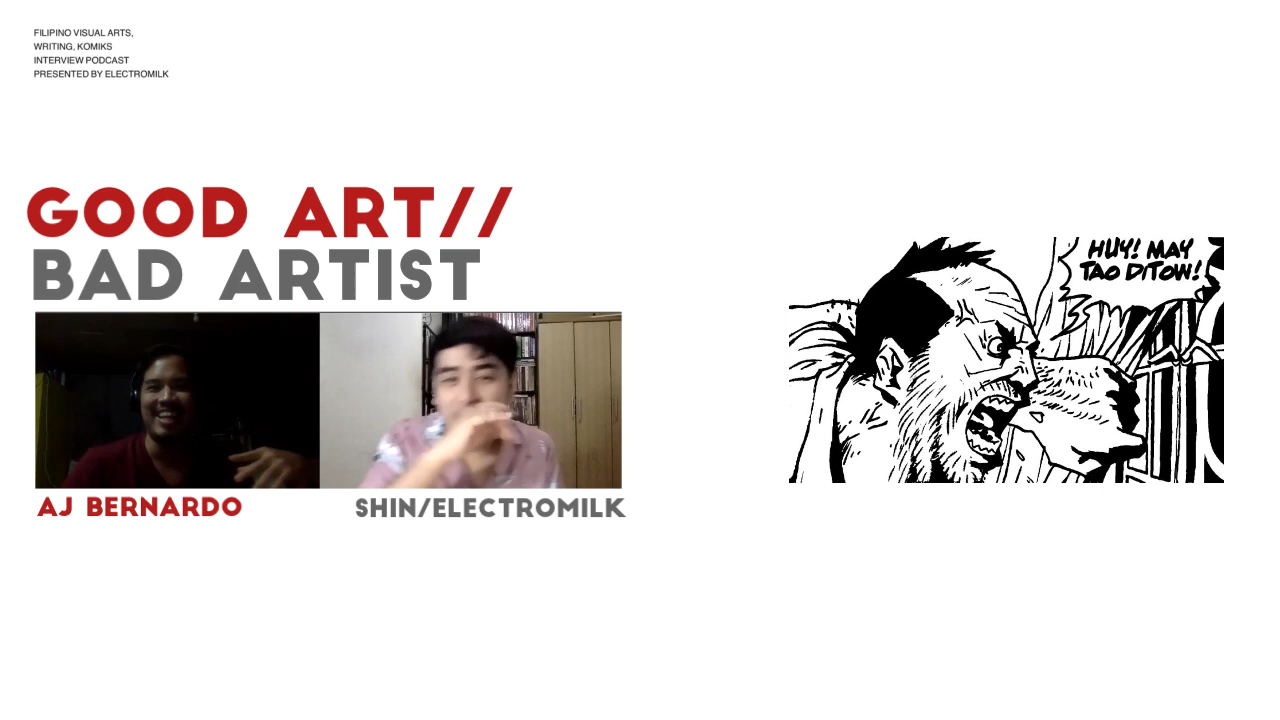 FILIPINO VISUAL ARTS,
WRITING, KOMIKS
INTERVIEW PODCAST
PRESENTED BY ELECTROMILK
GOOD ART//
BAD ARTIST
AJ BERNARDO
SHIN/ELECTROMILK
HUY! MAY
TAO DITOW!